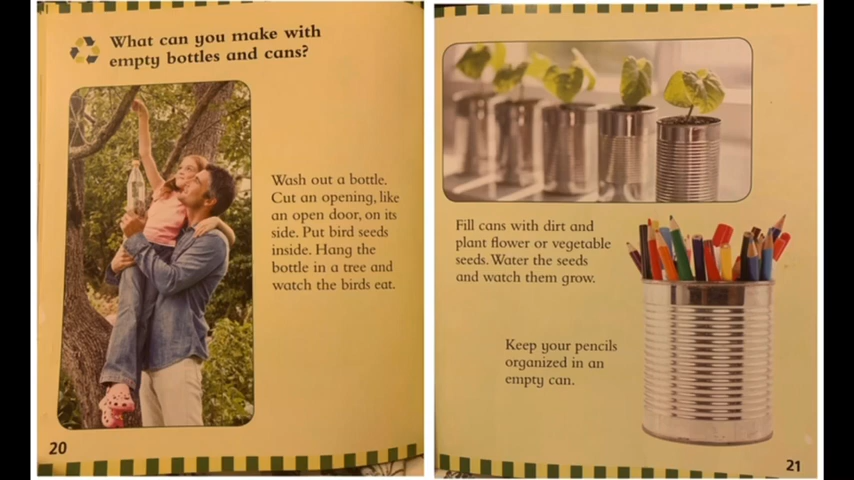 What can you make with
empty bottles and cans?
Wash out a bottle.
Cut an opening, like
an open door, on its
side. Put bird seeds
inside. Hang the
bottle in a tree and
watch the birds eat.
20
Fill cans with dirt and
plant flower or vegetable
seeds. Water the seeds
and watch them grow.
Keep your pencils
organized in an
empty can.
21